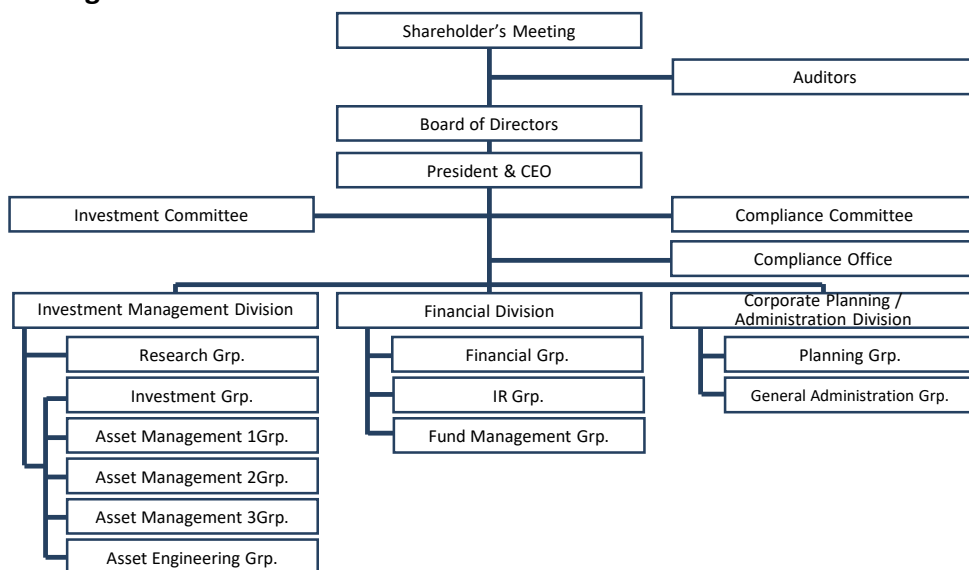 Shareholder's Meeting
Auditors
Board of Directors
President & CEO
Investment Committee
Compliance Committee
Compliance Office
Investment Management Division
Financial Division
Corporate Planning /
Administration Division
Research Grp.
Financial Grp.
Planning Grp.
Investment Grp.
IR Grp.
General Administration Grp.
Asset Management 1Grp.
Fund Management Grp.
Asset Management 2Grp.
Asset Management 3Grp.
Asset Engineering Grp.